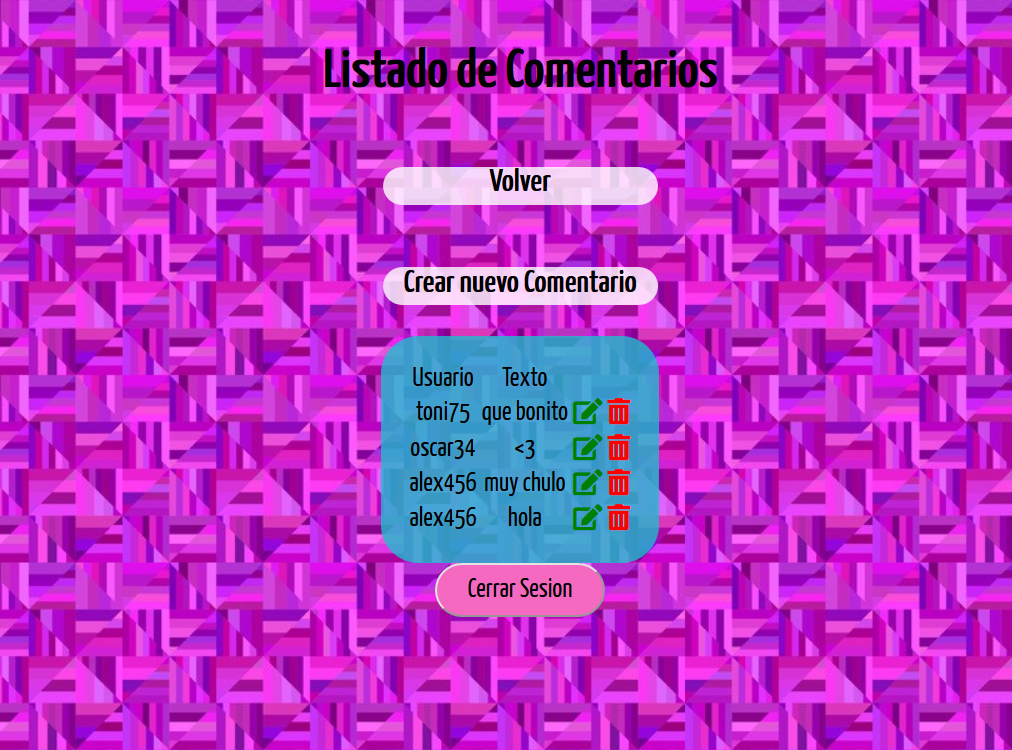 Listado de Comentarios
Volver
Crear nuevo Comentario
Usuario Texto
toni75 que bonito
oscar34 <3
alex456 muy chulo
alex456 hola
Cerrar Sesion